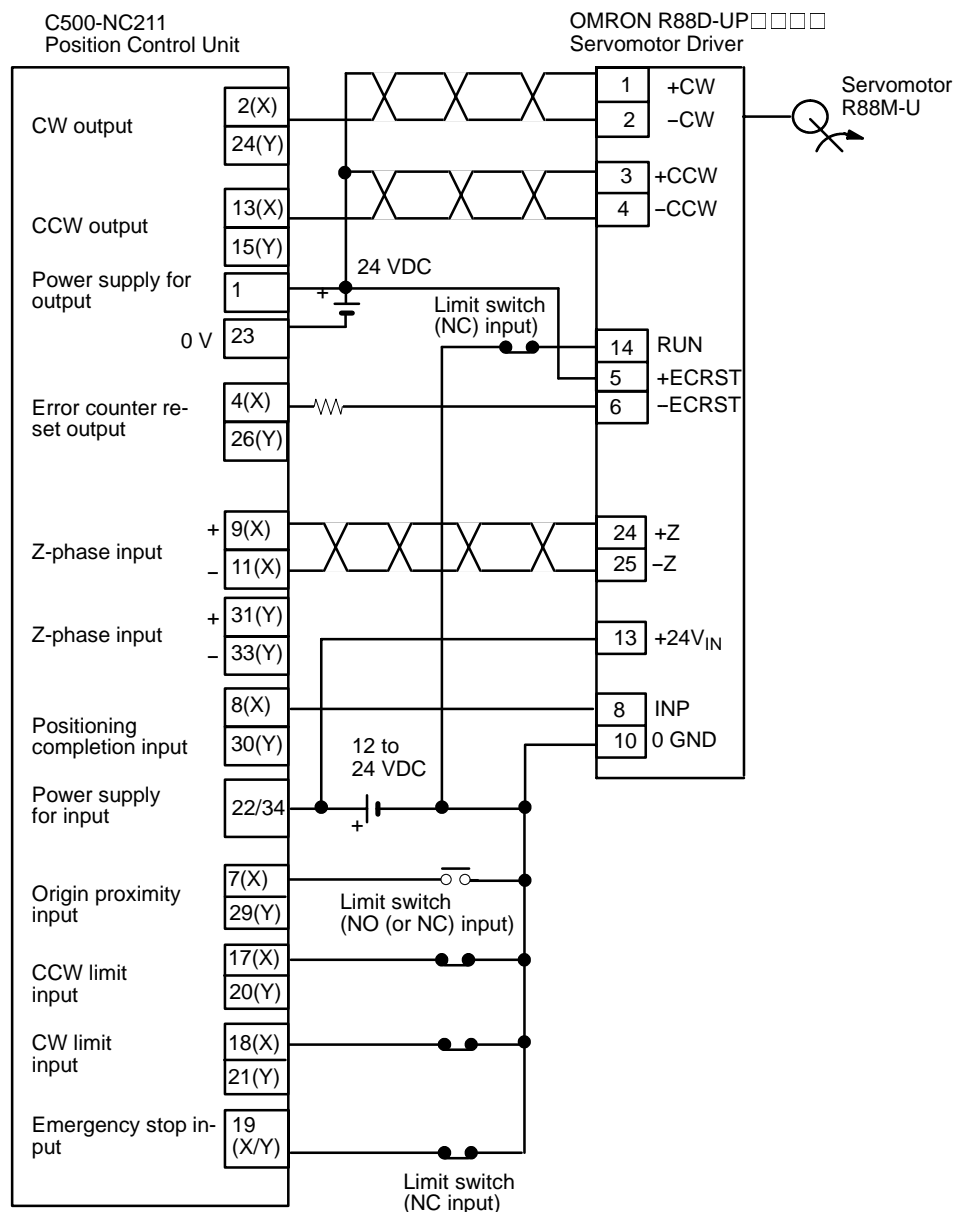 C500-NC211
Position Control Unit
OMRON R88D-UP□□□□
Servomotor Driver
Servomotor
R88M-U
CW output
2(X)
24(Y)
1
+CW
2
−CW
CCW output
13(X)
15(Y)
3
+CCW
4
−CCW
Power supply for
output
1
0 V
23
24 VDC
+
Limit switch
(NC) input)
14
RUN
5
+ECRST
6
−ECRST
Error counter re-
set output
4(X)
26(Y)
Z-phase input
+
9(X)
−
11(X)
24
+Z
25
−Z
Z-phase input
+
31(Y)
−
33(Y)
13
+24VIN
Positioning
completion input
8(X)
30(Y)
8
INP
10
0 GND
12 to
24 VDC
+
Power supply
for input
22/34
Origin proximity
input
7(X)
29(Y)
Limit switch
(NO (or NC) input)
CCW limit
input
17(X)
20(Y)
CW limit
input
18(X)
21(Y)
Emergency stop in-
put
19
(X/Y)
Limit switch
(NC input)